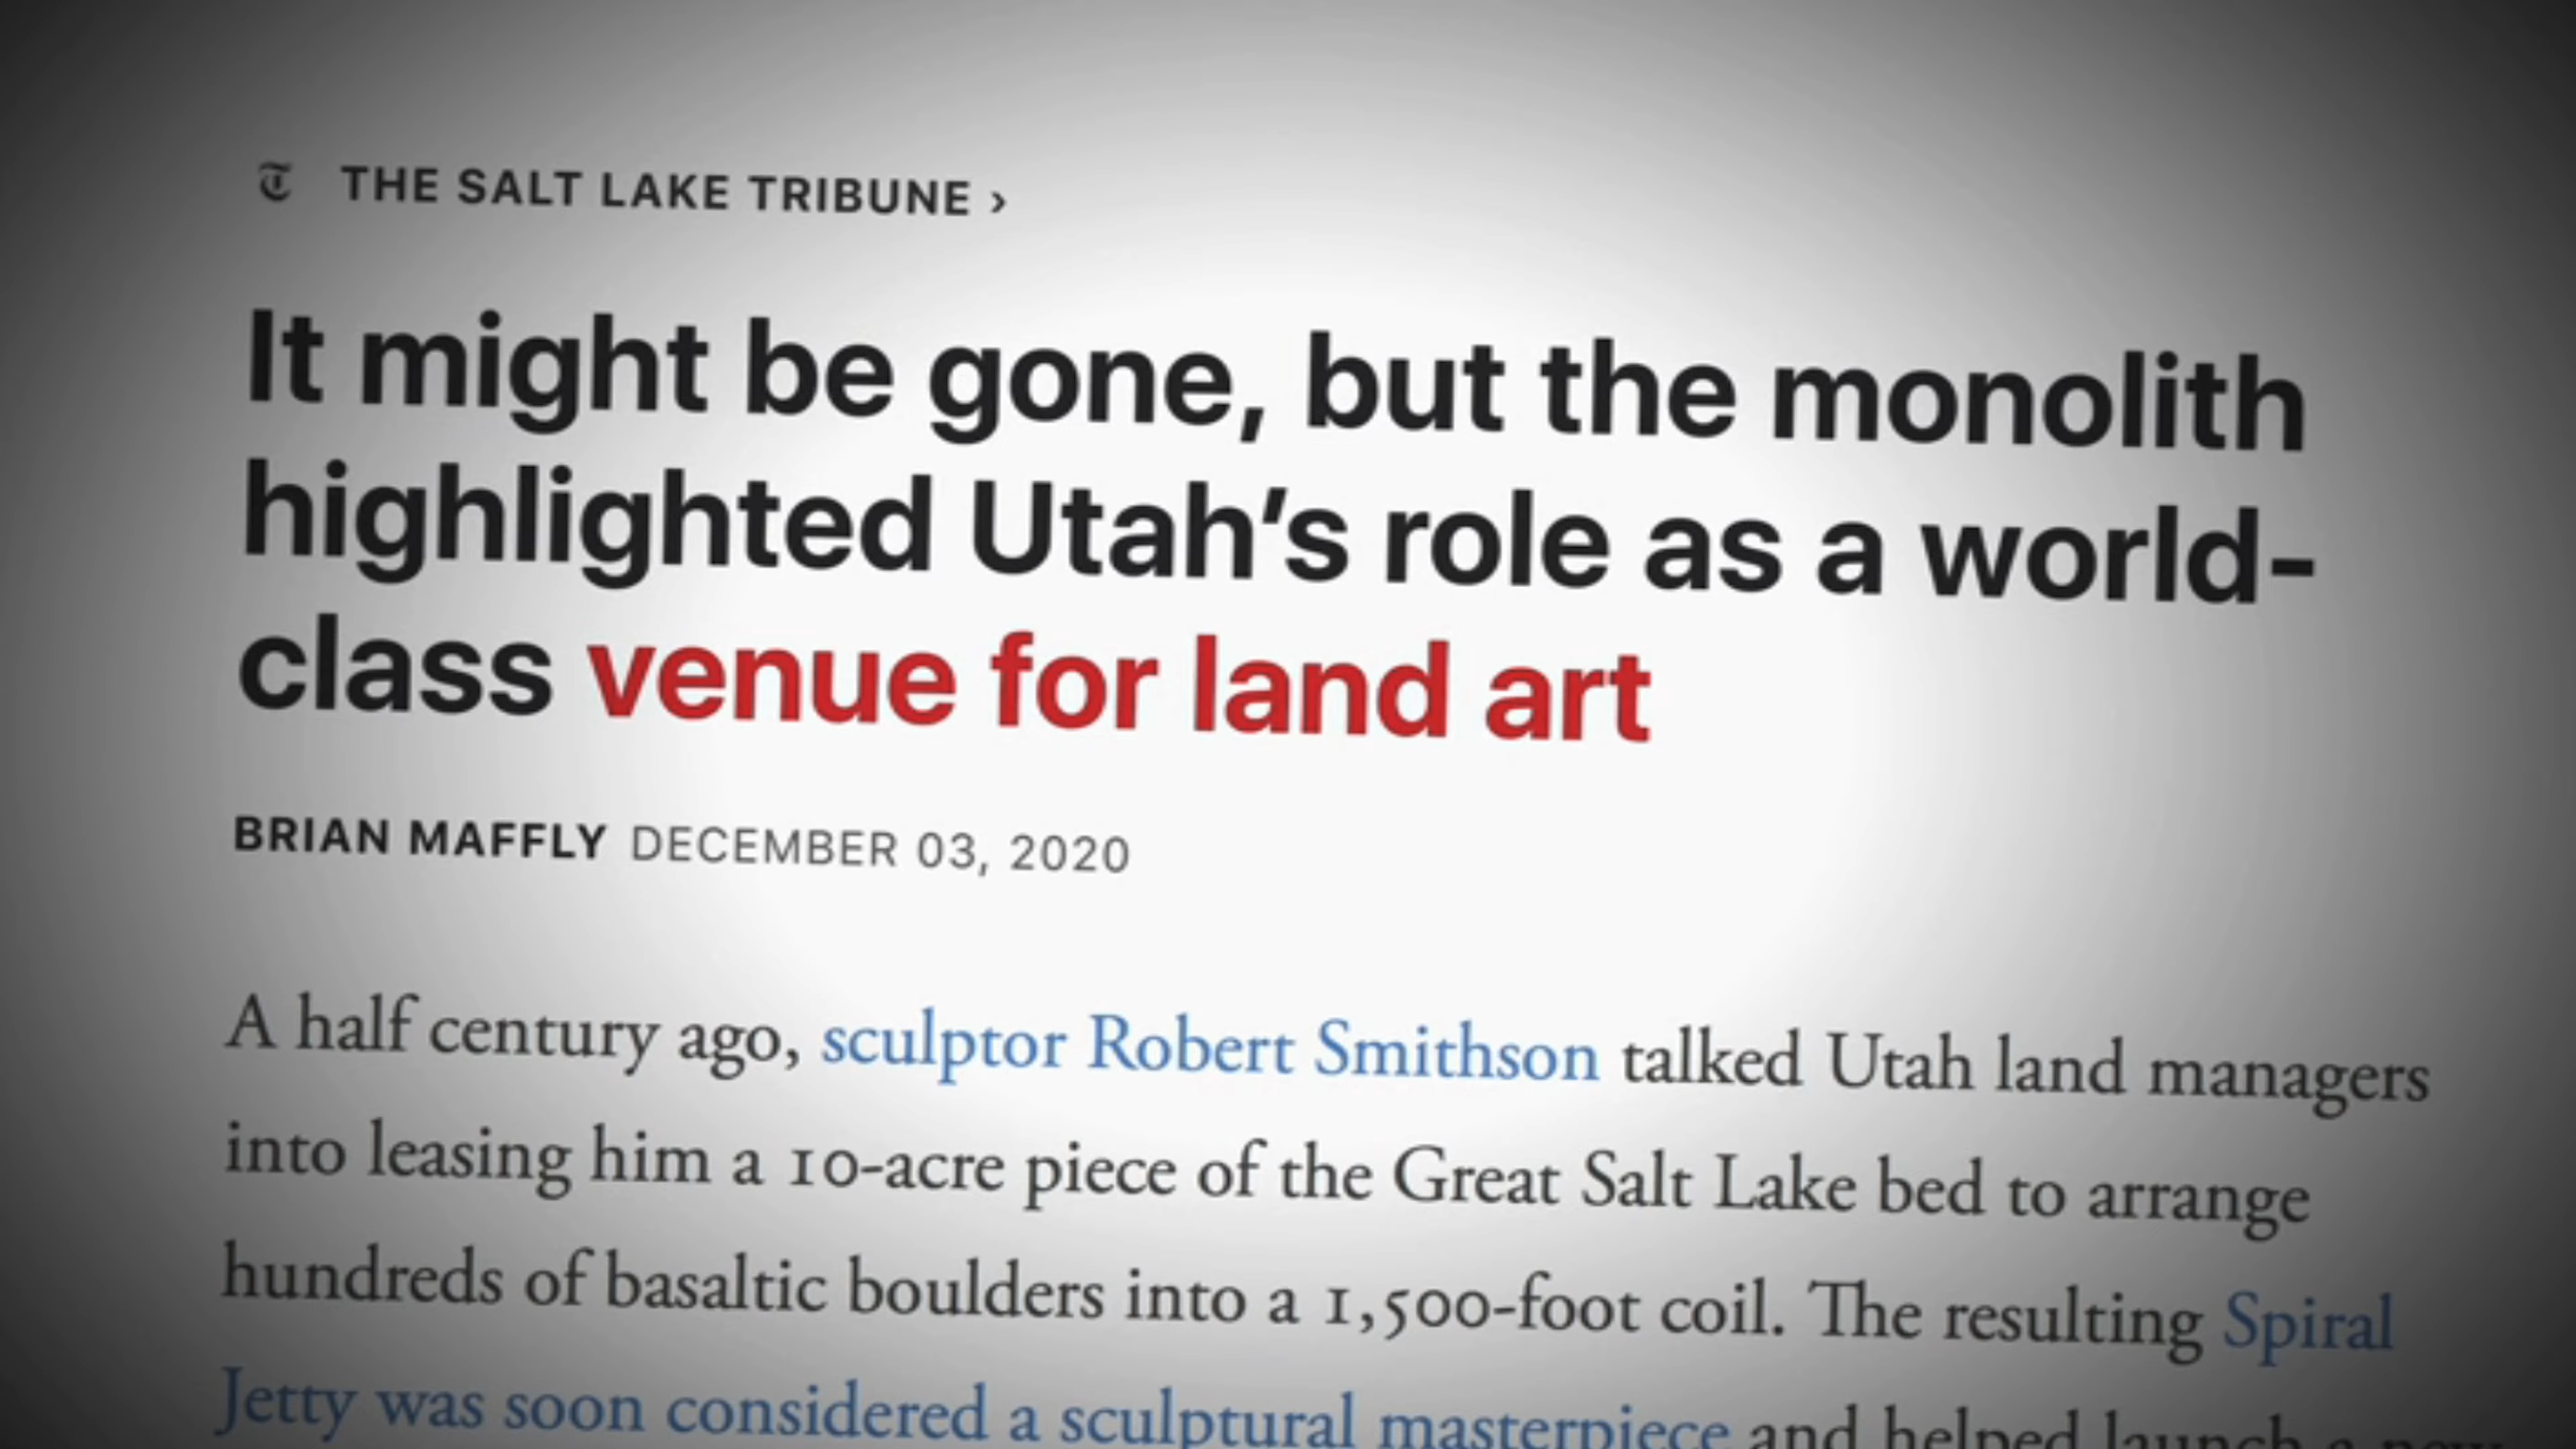 T THE SALT LAKE TRIBUNE ›
It might be gone, but the monolith
highlighted Utah’s role as a world-
class venue for land art
BRIAN MAFFLY DECEMBER 03, 2020
A half century ago, sculptor Robert Smithson talked Utah land managers
into leasing him a 10-acre piece of the Great Salt Lake bed to arrange
hundreds of basaltic boulders into a 1,500-foot coil. The resulting Spiral
Jetty was soon considered a sculptural masterpiece and helped launch a